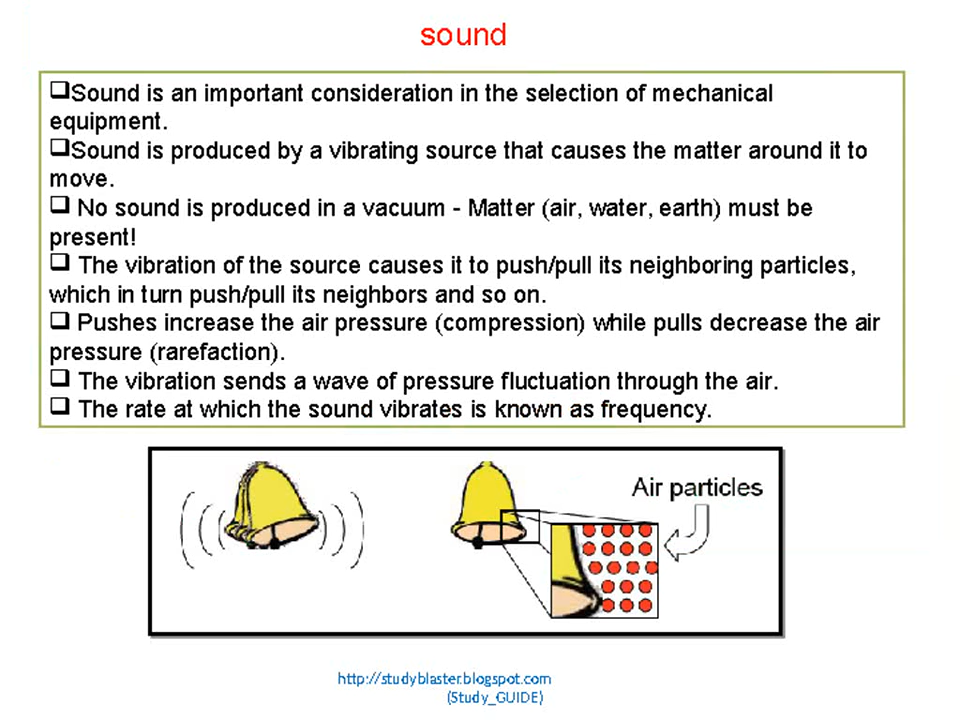 sound
❑Sound is an important consideration in the selection of mechanical
equipment.
❑Sound is produced by a vibrating source that causes the matter around it to
move.
❑ No sound is produced in a vacuum - Matter (air, water, earth) must be
present!
❑ The vibration of the source causes it to push/pull its neighboring particles,
which in turn push/pull its neighbors and so on.
❑ Pushes increase the air pressure (compression) while pulls decrease the air
pressure (rarefaction).
❑ The vibration sends a wave of pressure fluctuation through the air.
❑ The rate at which the sound vibrates is known as frequency.
Air particles
http://studyblaster.blogspot.com
(Study_GUIDE)